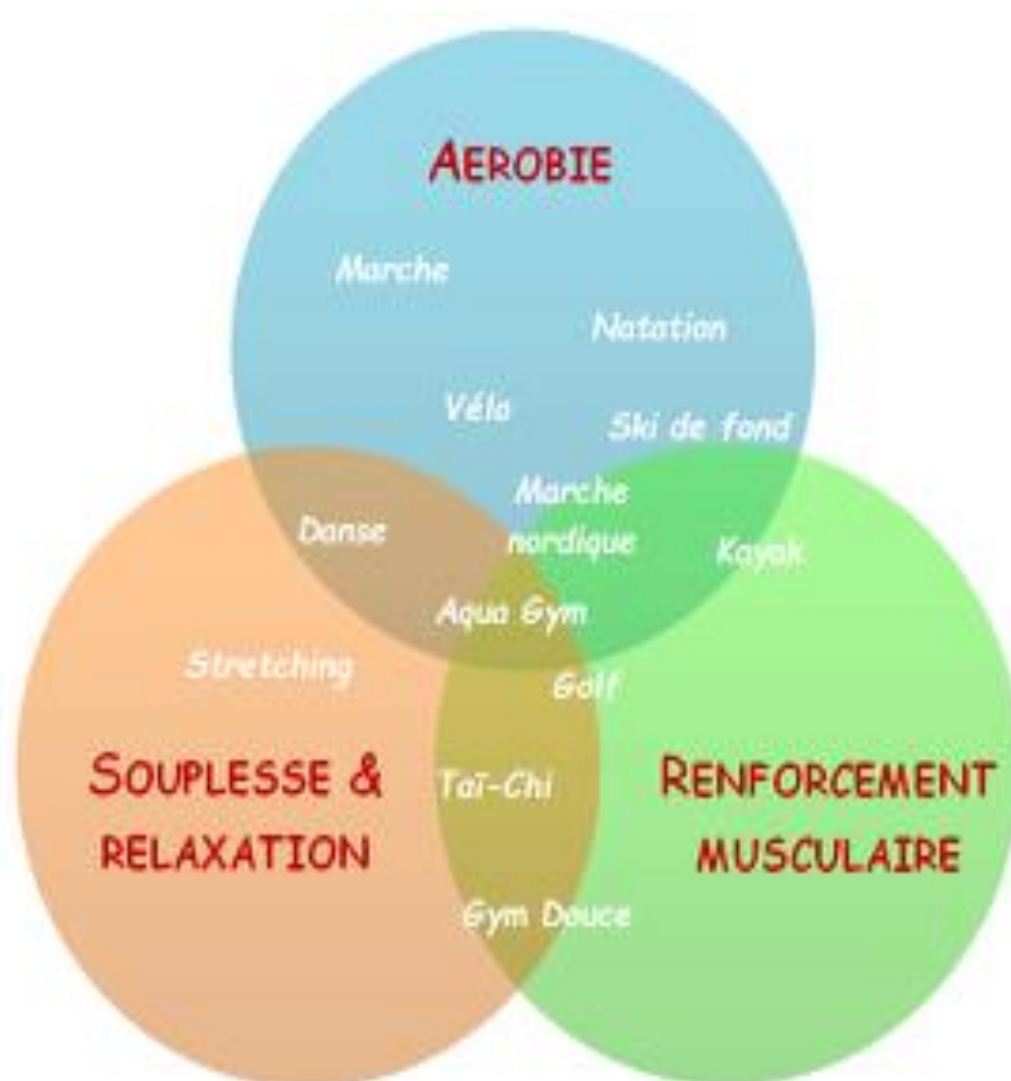 AEROBIE
Marche
Natation
Vélo
Ski de fond
Marche
nordique
Danse
Kayak
Aqua Gym
Stretching
Golf
SOUPLESSE &
RELAXATION
Taï-Chi
RENFORCEMENT
MUSCULAIRE
Gym Douce